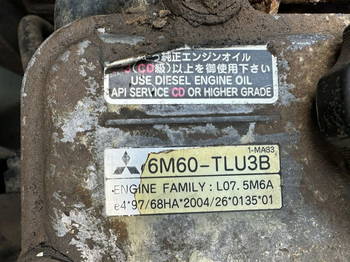 純正エンジンオイル
(CD級)以上を御使用下さい
USE DIESEL ENGINE OIL
API SERVICE CD OR HIGHER GRADE
1-MA83
6M60-TLU3B
ENGINE FAMILY : L07. 5M6A
e4*97/68HA*2004/26*0135*01